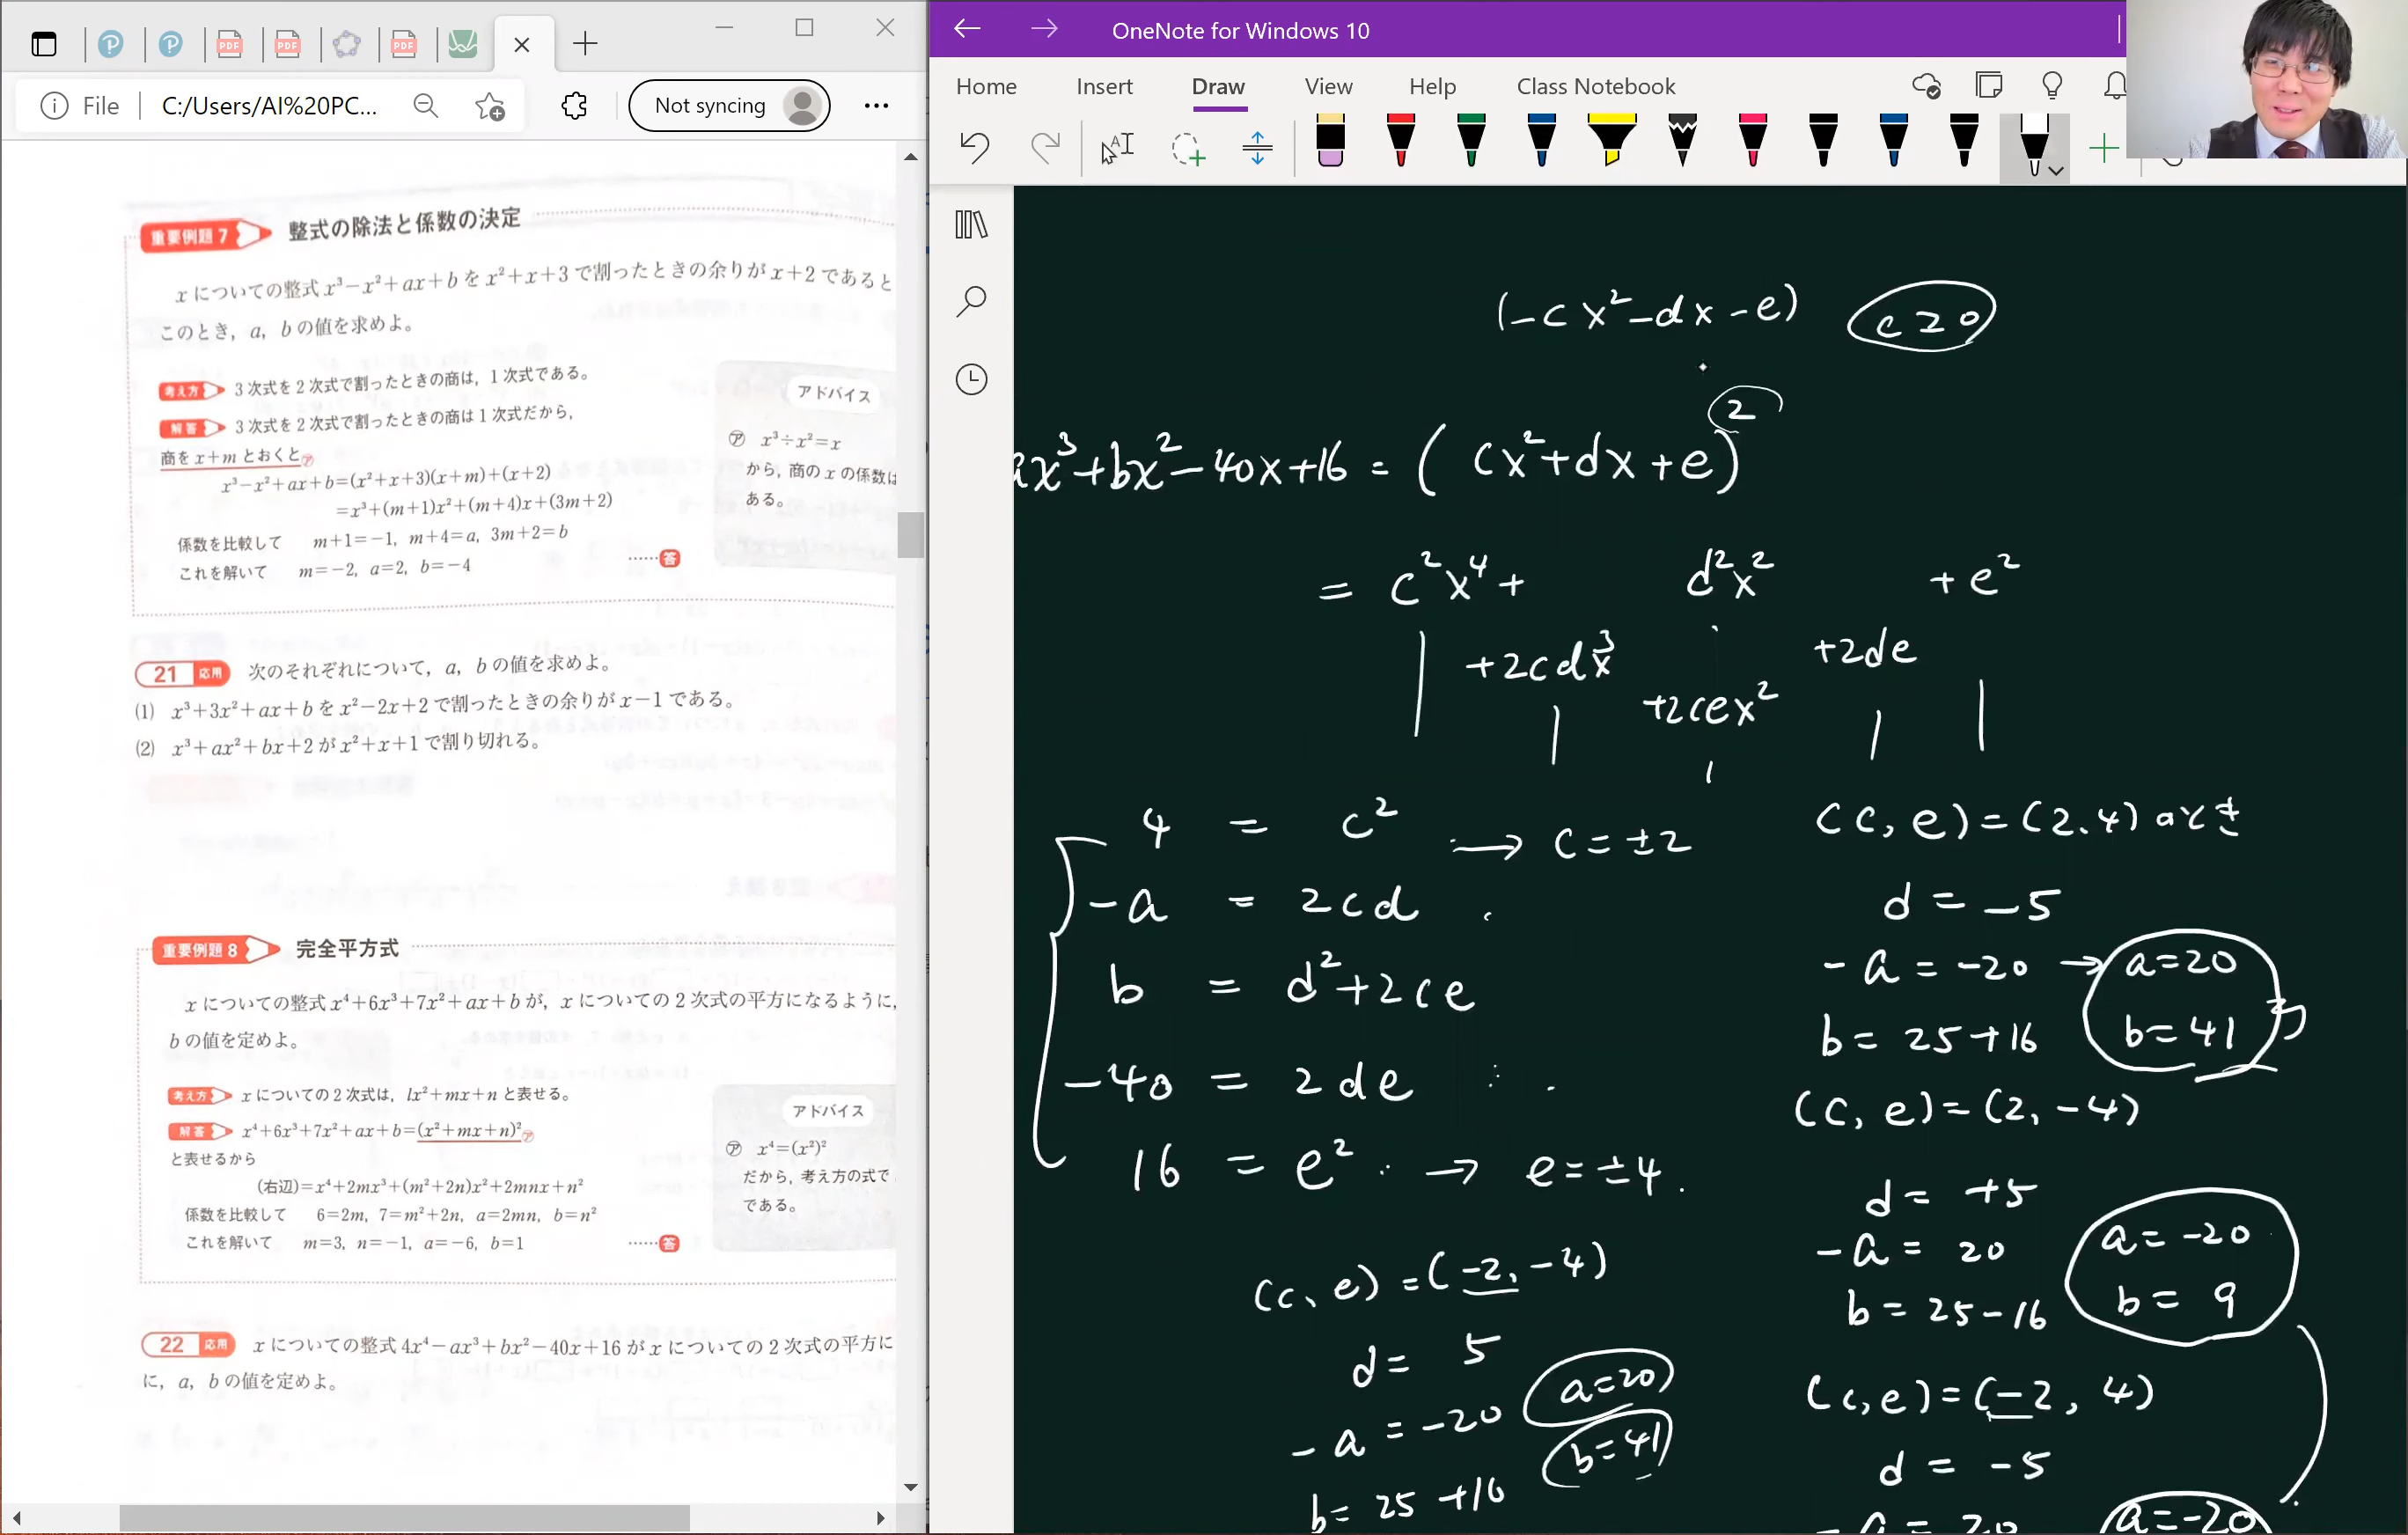 File
C:/Users/AI%20PC...
Not syncing
重要例題 7 整式の除法と係数の決定
xについての整式 x³−x²+ax+b を x²+x+3 で割ったときの余りが x+2 であると
このとき，a，b の値を求めよ。
考え方 3次式を2次式で割ったときの商は，1次式である。
解答 3次式を2次式で割ったときの商は1次式だから，
商を x+m とおくと㋐
x³−x²+ax+b=(x²+x+3)(x+m)+(x+2)
=x³+(m+1)x²+(m+4)x+(3m+2)
係数を比較して m+1=−1, m+4=a, 3m+2=b
これを解いて m=−2, a=2, b=−4 ……答
アドバイス
㋐ x³÷x²=x
から，商の x の係数は
ある。
21 応用 次のそれぞれについて，a，b の値を求めよ。
(1) x³+3x²+ax+b を x²−2x+2 で割ったときの余りが x−1 である。
(2) x³+ax²+bx+2 が x²+x+1 で割り切れる。
重要例題 8 完全平方式
x についての整式 x⁴+6x³+7x²+ax+b が，x についての2次式の平方になるように，
b の値を定めよ。
考え方 x についての2次式は，lx²+mx+n と表せる。
解答 x⁴+6x³+7x²+ax+b=(x²+mx+n)²㋐
と表せるから
(右辺)=x⁴+2mx³+(m²+2n)x²+2mnx+n²
係数を比較して 6=2m, 7=m²+2n, a=2mn, b=n²
これを解いて m=3, n=−1, a=−6, b=1 ……答
アドバイス
㋐ x⁴=(x²)²
だから，考え方の式で
である。
22 応用 x についての整式 4x⁴−ax³+bx²−40x+16 が x についての2次式の平方に
に，a，b の値を定めよ。
OneNote for Windows 10
Home Insert Draw View Help Class Notebook
(−cx²−dx−e) c≥0
x³+bx²−40x+16 = (cx²+dx+e)²
= c²x⁴+ d²x² +e²
+2cdx³ +2de
+2cex²
4 = c² → c=±2
−a = 2cd
b = d²+2ce
−40 = 2de
16 = e² → e=±4.
(c, e)=(−2, −4)
d= 5
−a = −20 a=20
b= 25+16 b=41
(c, e)=(2.4)のとき
d = −5
−a = −20 → a=20
b= 25+16 b=41
(c, e)=(2, −4)
d= +5
−a = 20 a=−20
b= 25−16 b= 9
(c, e)=(−2, 4)
d = −5
−a = 20 a=−20